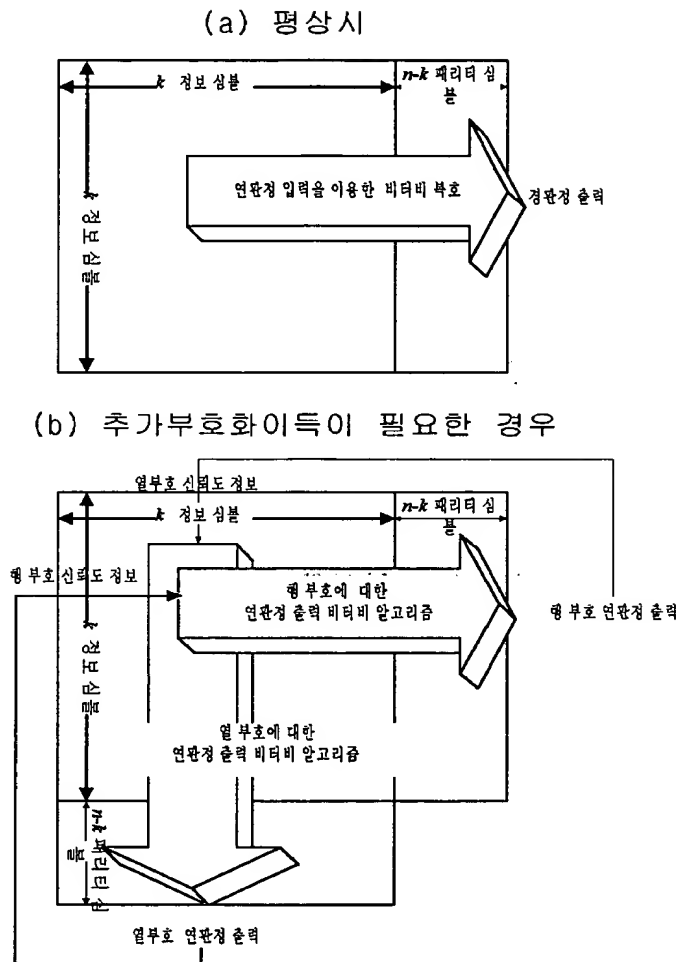 (a) 평상시
k 정보 심볼
n-k 패리티 심
볼
k 정보 심볼
연판정 입력을 이용한 비터비 복호
경판정 출력
(b) 추가부호화이득이 필요한 경우
열부호 신뢰도 정보
k 정보 심볼
n-k 패리티 심
볼
행 부호 신뢰도 정보
행 부호에 대한
연판정 출력 비터비 알고리즘
행 부호 연판정 출력
k 정보 심볼
열 부호에 대한
연판정 출력 비터비 알고리즘
n-k 패리티 심
볼
열부호 연판정 출력